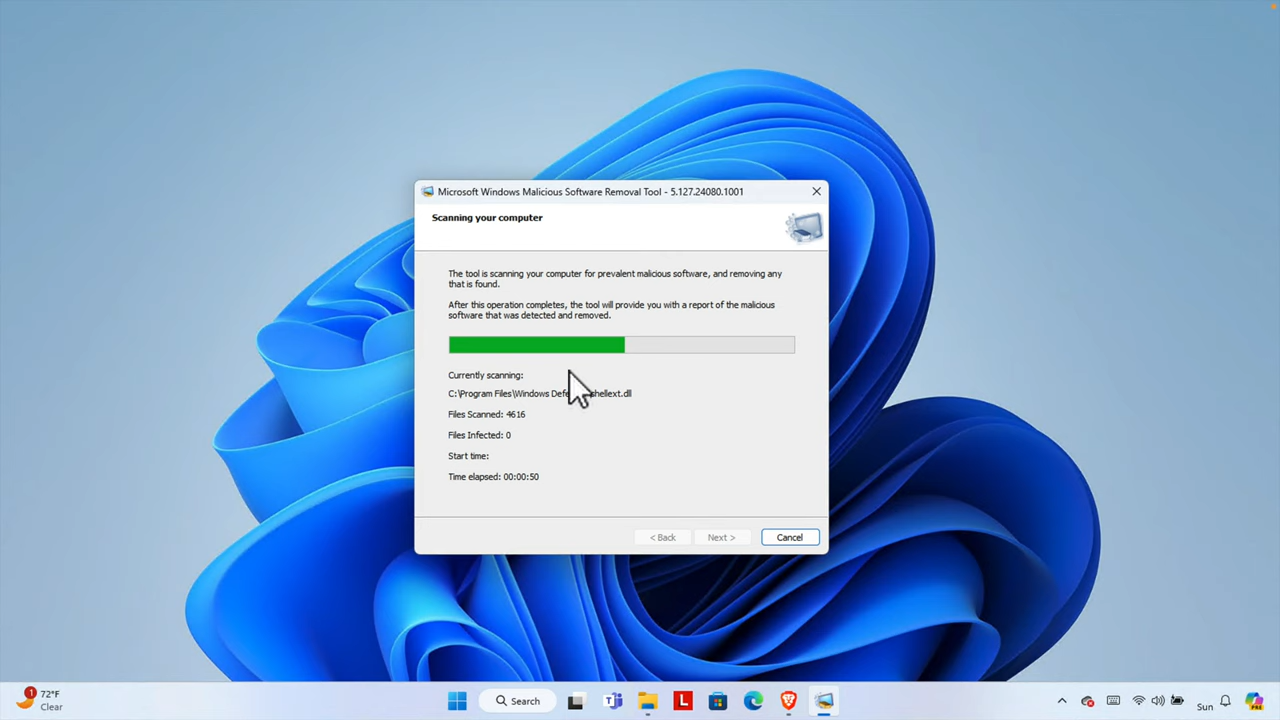 Microsoft Windows Malicious Software Removal Tool - 5.127.24080.1001
Scanning your computer
The tool is scanning your computer for prevalent malicious software, and removing any
that is found.
After this operation completes, the tool will provide you with a report of the malicious
software that was detected and removed.
Currently scanning:
C:\Program Files\Windows Defe shellext.dll
Files Scanned: 4616
Files Infected: 0
Start time:
Time elapsed: 00:00:50
< Back
Next >
Cancel
1
72°F
Clear
Search
L
PRE
Sun